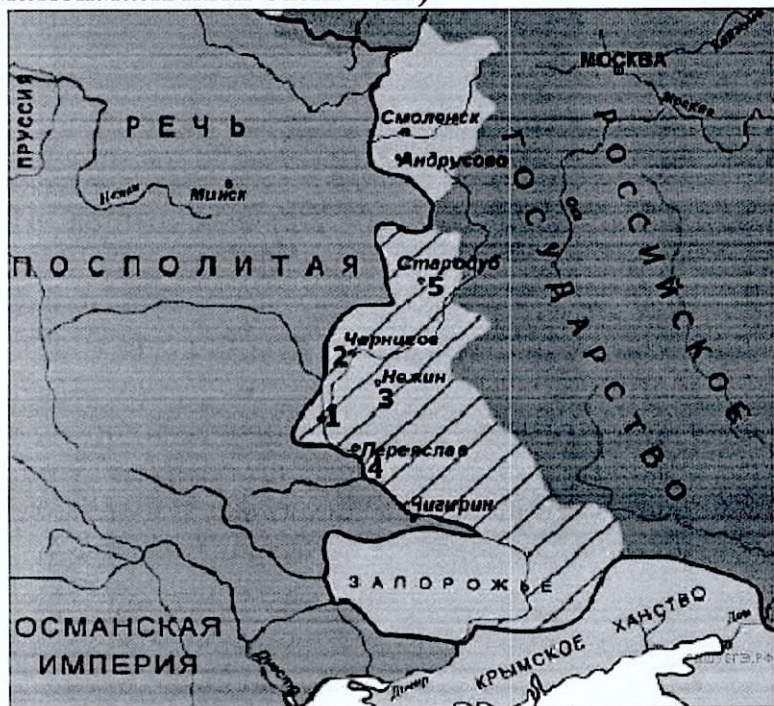 МОСКВА
ПРУССИЯ
РЕЧЬ
Смоленск
Андрусово
Неман
Минск
ПОСПОЛИТАЯ
РОССИЙСКОЕ
ГОСУДАРСТВО
Стародуб
5
Чернигов
2
Нежин
3
1
Переяслав
4
Чигирин
ЗАПОРОЖЬЕ
ОСМАНСКАЯ
ИМПЕРИЯ
Днестр
Днепр
КРЫМСКОЕ ХАНСТВО
Дон